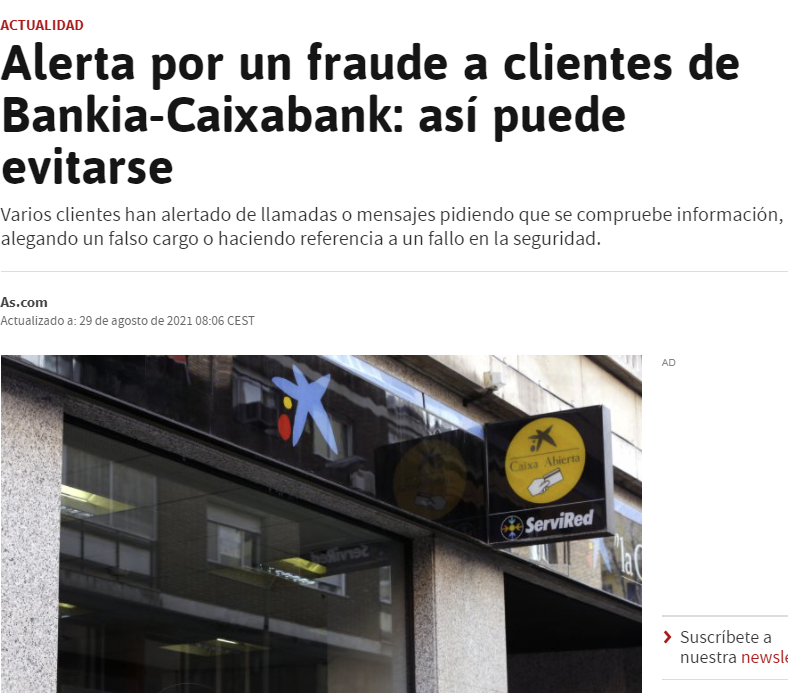 ACTUALIDAD
Alerta por un fraude a clientes de
Bankia-Caixabank: así puede
evitarse
Varios clientes han alertado de llamadas o mensajes pidiendo que se compruebe información,
alegando un falso cargo o haciendo referencia a un fallo en la seguridad.
As.com
Actualizado a: 29 de agosto de 2021 08:06 CEST
AD
Caixa Abierta
ServiRed
ServiRed
"la C
Suscríbete a
nuestra newsle